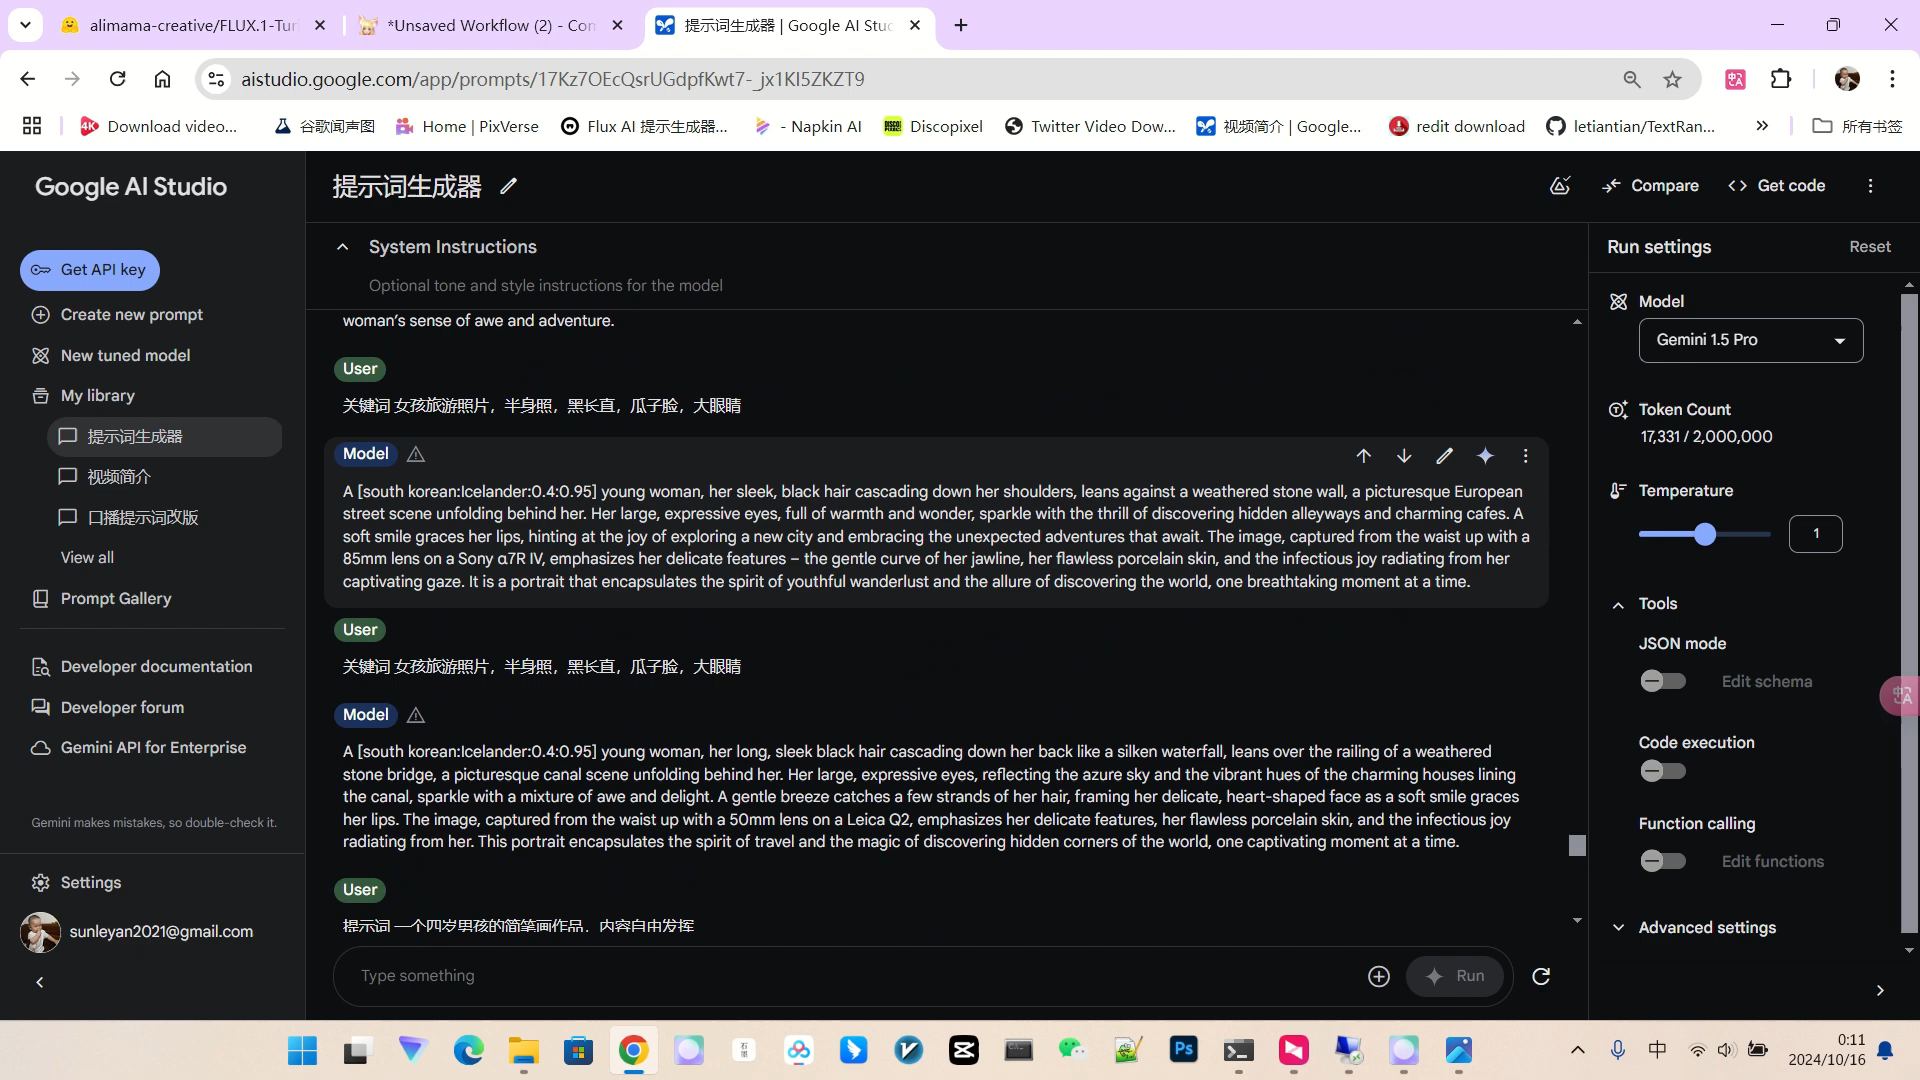 alimama-creative/FLUX.1-Tur
*Unsaved Workflow (2) - Con
提示词生成器 | Google AI Stud
aistudio.google.com/app/prompts/17Kz7OEcQsrUGdpfKwt7-_jx1KI5ZKZT9
Download video...
谷歌闻声图
Home | PixVerse
Flux AI 提示生成器...
- Napkin AI
Discopixel
Twitter Video Dow...
视频简介 | Google...
redit download
letiantian/TextRan...
»
所有书签
Google AI Studio
提示词生成器
Compare
Get code
Get API key
Create new prompt
New tuned model
My library
提示词生成器
视频简介
口播提示词改版
View all
Prompt Gallery
Developer documentation
Developer forum
Gemini API for Enterprise
Gemini makes mistakes, so double-check it.
Settings
sunleyan2021@gmail.com
System Instructions
Optional tone and style instructions for the model
woman's sense of awe and adventure.
User
关键词 女孩旅游照片，半身照，黑长直，瓜子脸，大眼睛
Model
A [south korean:Icelander:0.4:0.95] young woman, her sleek, black hair cascading down her shoulders, leans against a weathered stone wall, a picturesque European
street scene unfolding behind her. Her large, expressive eyes, full of warmth and wonder, sparkle with the thrill of discovering hidden alleyways and charming cafes. A
soft smile graces her lips, hinting at the joy of exploring a new city and embracing the unexpected adventures that await. The image, captured from the waist up with a
85mm lens on a Sony α7R IV, emphasizes her delicate features – the gentle curve of her jawline, her flawless porcelain skin, and the infectious joy radiating from her
captivating gaze. It is a portrait that encapsulates the spirit of youthful wanderlust and the allure of discovering the world, one breathtaking moment at a time.
User
关键词 女孩旅游照片，半身照，黑长直，瓜子脸，大眼睛
Model
A [south korean:Icelander:0.4:0.95] young woman, her long, sleek black hair cascading down her back like a silken waterfall, leans over the railing of a weathered
stone bridge, a picturesque canal scene unfolding behind her. Her large, expressive eyes, reflecting the azure sky and the vibrant hues of the charming houses lining
the canal, sparkle with a mixture of awe and delight. A gentle breeze catches a few strands of her hair, framing her delicate, heart-shaped face as a soft smile graces
her lips. The image, captured from the waist up with a 50mm lens on a Leica Q2, emphasizes her delicate features, her flawless porcelain skin, and the infectious joy
radiating from her. This portrait encapsulates the spirit of travel and the magic of discovering hidden corners of the world, one captivating moment at a time.
User
提示词 一个四岁男孩的简笔画作品，内容自由发挥
Type something
Run
Run settings
Reset
Model
Gemini 1.5 Pro
Token Count
17,331 / 2,000,000
Temperature
1
Tools
JSON mode
Edit schema
Code execution
Function calling
Edit functions
Advanced settings
中
0:11
2024/10/16